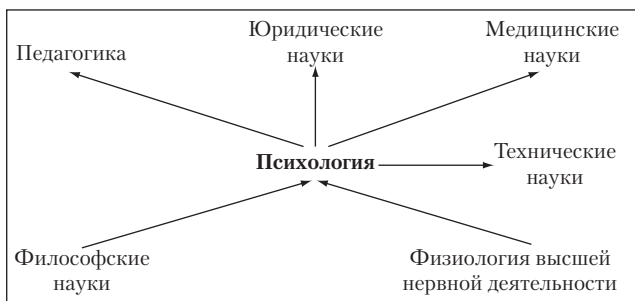 Педагогика
Юридические
науки
Медицинские
науки
Психология
Технические
науки
Философские
науки
Физиология высшей
нервной деятельности